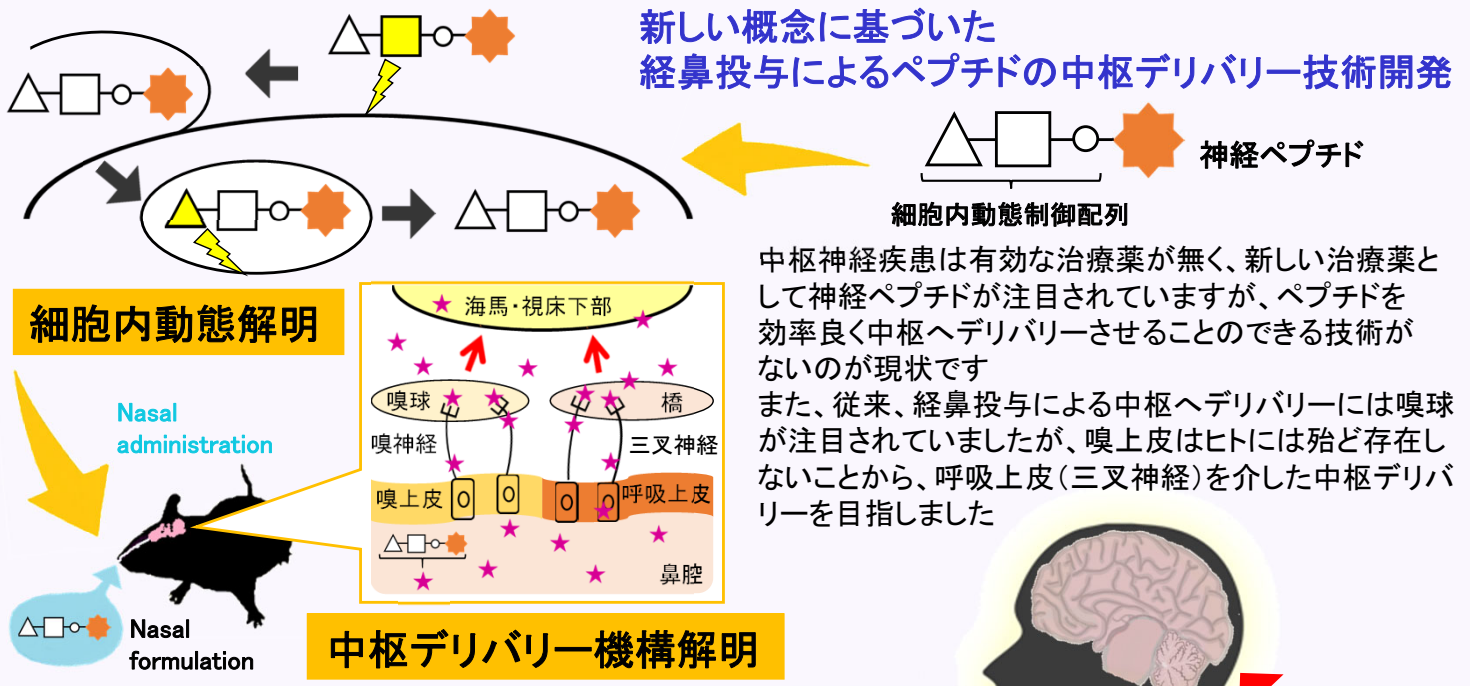 新しい概念に基づいた
経鼻投与によるペプチドの中枢デリバリー技術開発
神経ペプチド
細胞内動態制御配列
中枢神経疾患は有効な治療薬が無く、新しい治療薬と
して神経ペプチドが注目されていますが、ペプチドを
効率良く中枢へデリバリーさせることのできる技術が
ないのが現状です
また、従来、経鼻投与による中枢へデリバリーには嗅球
が注目されていましたが、嗅上皮はヒトには殆ど存在し
ないことから、呼吸上皮（三叉神経）を介した中枢デリバ
リーを目指しました
細胞内動態解明
Nasal
administration
海馬・視床下部
嗅球
橋
嗅神経
三叉神経
嗅上皮
呼吸上皮
鼻腔
Nasal
formulation
中枢デリバリー機構解明